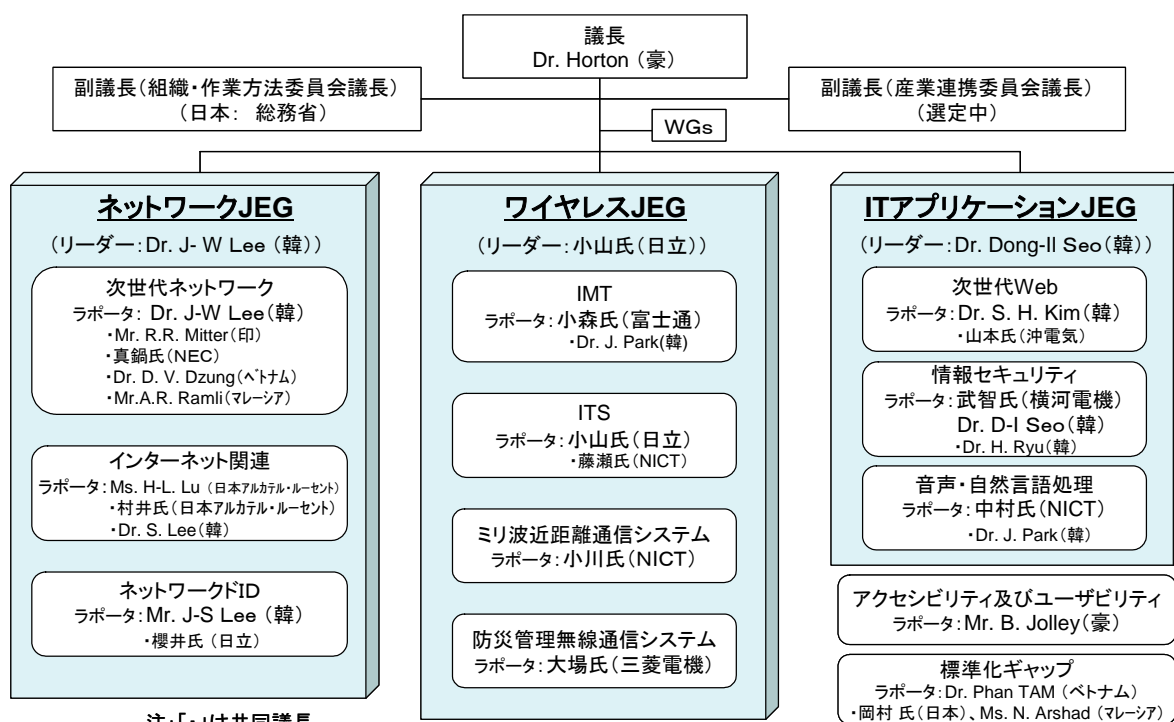 議長
Dr. Horton（豪）
副議長（組織・作業方法委員会議長）
（日本： 総務省）
副議長（産業連携委員会議長）
（選定中）
WGs
ネットワークJEG
（リーダー：Dr. J- W Lee（韓））
次世代ネットワーク
ラポータ： Dr. J-W Lee（韓）
・Mr. R.R. Mitter（印）
・真鍋氏（NEC）
・Dr. D. V. Dzung（ベトナム）
・Mr.A.R. Ramli（マレーシア）
インターネット関連
ラポータ：Ms. H-L. Lu （日本アルカテル・ルーセント）
・村井氏（日本アルカテル・ルーセント）
・Dr. S. Lee（韓）
ネットワークドID
ラポータ：Mr. J-S Lee （韓）
・櫻井氏 （日立）
注：「・」は共同議長
ワイヤレスJEG
（リーダー：小山氏（日立））
IMT
ラポータ：小森氏（富士通）
・Dr. J. Park(韓)
ITS
ラポータ：小山氏（日立）
・藤瀬氏（NICT）
ミリ波近距離通信システム
ラポータ：小川氏（NICT）
防災管理無線通信システム
ラポータ：大場氏（三菱電機）
ITアプリケーションJEG
（リーダー：Dr. Dong-Il Seo（韓））
次世代Web
ラポータ：Dr. S. H. Kim（韓）
・山本氏（沖電気）
情報セキュリティ
ラポータ：武智氏（横河電機）
Dr. D-I Seo（韓）
・Dr. H. Ryu（韓）
音声・自然言語処理
ラポータ：中村氏（NICT）
・Dr. J. Park（韓）
アクセシビリティ及びユーザビリティ
ラポータ：Mr. B. Jolley（豪）
標準化ギャップ
ラポータ：Dr. Phan TAM（ベトナム）
・岡村 氏（日本）、Ms. N. Arshad（マレーシア）